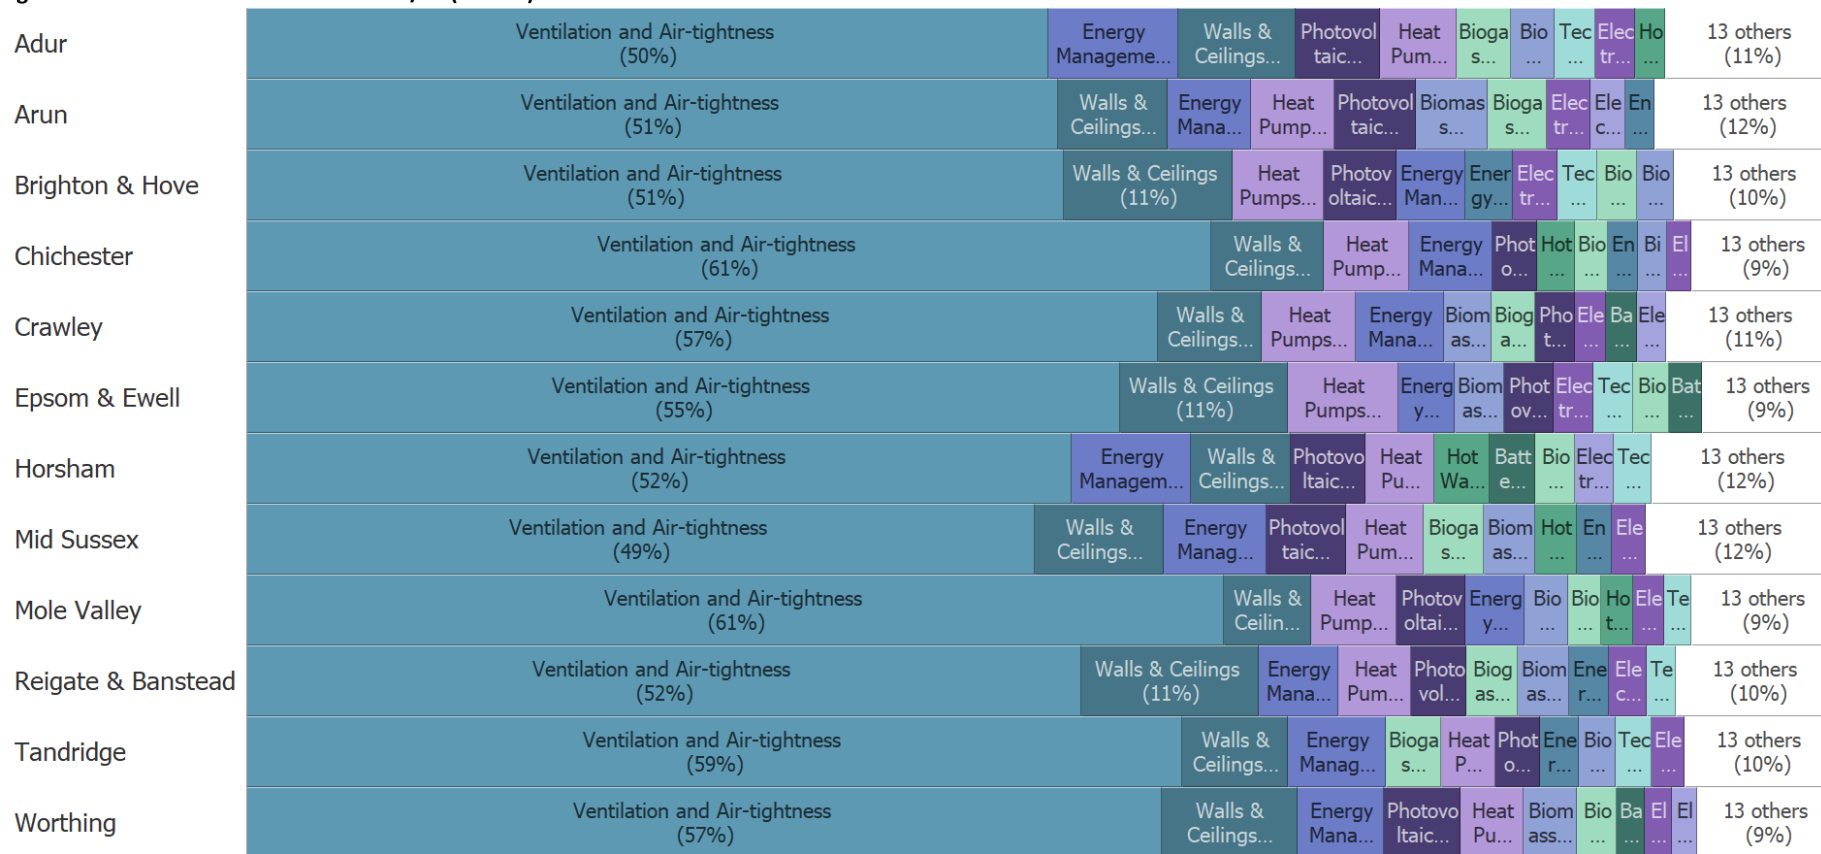 Adur
Ventilation and Air-tightness
(50%)
Energy
Manageme...
Walls &
Ceilings...
Photovol
taic...
Heat
Pum...
Bioga
s...
Bio
...
Tec
...
Elec
tr...
Ho
...
13 others
(11%)
Arun
Ventilation and Air-tightness
(51%)
Walls &
Ceilings...
Energy
Mana...
Heat
Pump...
Photovol
taic...
Biomas
s...
Bioga
s...
Elec
tr...
Ele
c...
En
...
13 others
(12%)
Brighton & Hove
Ventilation and Air-tightness
(51%)
Walls & Ceilings
(11%)
Heat
Pumps...
Photov
oltaic...
Energy
Man...
Ener
gy...
Elec
tr...
Tec
...
Bio
...
Bio
...
13 others
(10%)
Chichester
Ventilation and Air-tightness
(61%)
Walls &
Ceilings...
Heat
Pump...
Energy
Mana...
Phot
o...
Hot
...
Bio
...
En
...
Bi
...
El
...
13 others
(9%)
Crawley
Ventilation and Air-tightness
(57%)
Walls &
Ceilings...
Heat
Pumps...
Energy
Mana...
Biom
as...
Biog
a...
Pho
t...
Ele
...
Ba
...
Ele
...
13 others
(11%)
Epsom & Ewell
Ventilation and Air-tightness
(55%)
Walls & Ceilings
(11%)
Heat
Pumps...
Energ
y...
Biom
as...
Phot
ov...
Elec
tr...
Tec
...
Bio
...
Bat
...
13 others
(9%)
Horsham
Ventilation and Air-tightness
(52%)
Energy
Managem...
Walls &
Ceilings...
Photovo
ltaic...
Heat
Pu...
Hot
Wa...
Batt
e...
Bio
...
Elec
tr...
Tec
...
13 others
(12%)
Mid Sussex
Ventilation and Air-tightness
(49%)
Walls &
Ceilings...
Energy
Manag...
Photovol
taic...
Heat
Pum...
Bioga
s...
Biom
as...
Hot
...
En
...
Ele
...
13 others
(12%)
Mole Valley
Ventilation and Air-tightness
(61%)
Walls &
Ceilin...
Heat
Pump...
Photov
oltai...
Energ
y...
Bio
...
Bio
...
Ho
t...
Ele
...
Te
...
13 others
(9%)
Reigate & Banstead
Ventilation and Air-tightness
(52%)
Walls & Ceilings
(11%)
Energy
Mana...
Heat
Pum...
Photo
vol...
Biog
as...
Biom
as...
Ene
r...
Ele
c...
Te
...
13 others
(10%)
Tandridge
Ventilation and Air-tightness
(59%)
Walls &
Ceilings...
Energy
Manag...
Bioga
s...
Heat
P...
Phot
o...
Ene
r...
Bio
...
Tec
...
Ele
...
13 others
(10%)
Worthing
Ventilation and Air-tightness
(57%)
Walls &
Ceilings...
Energy
Mana...
Photovo
ltaic...
Heat
Pu...
Biom
ass...
Bio
...
Ba
...
El
...
El
...
13 others
(9%)